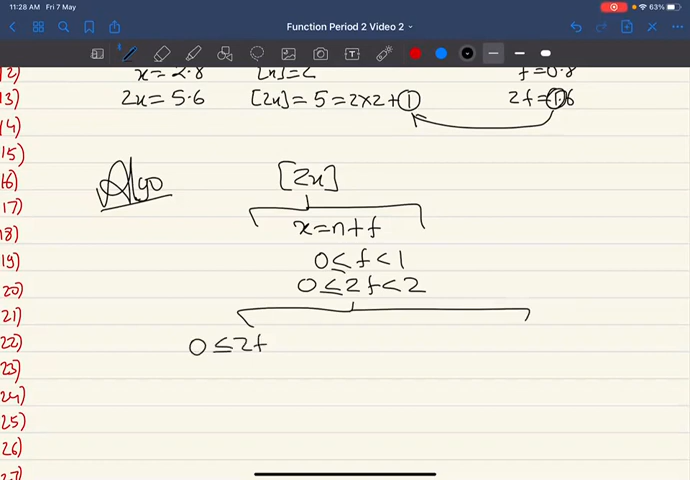 11:28 AM Fri 7 May
63%
Function Period 2 Video 2
12) x = 2.8 [x] = 2 f = 0.8
13) 2x = 5.6 [2x] = 5 = 2x2 + 1 2f = 1.6
14)
15)
16) Algo [2x]
17)
18) x = n + f
19) 0 ≤ f < 1
20) 0 ≤ 2f < 2
21)
22) 0 ≤ 2f
23)
24)
25)
26)
27)